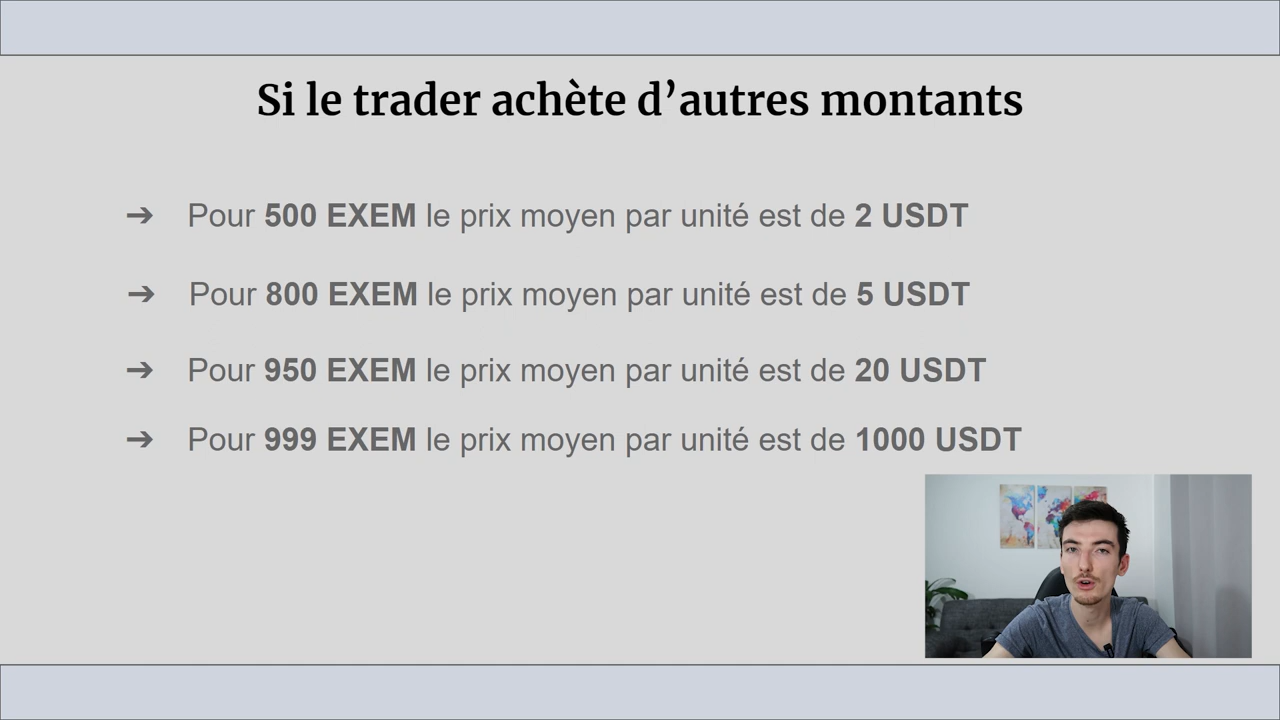 Si le trader achète d’autres montants
➔ Pour 500 EXEM le prix moyen par unité est de 2 USDT
➔ Pour 800 EXEM le prix moyen par unité est de 5 USDT
➔ Pour 950 EXEM le prix moyen par unité est de 20 USDT
➔ Pour 999 EXEM le prix moyen par unité est de 1000 USDT